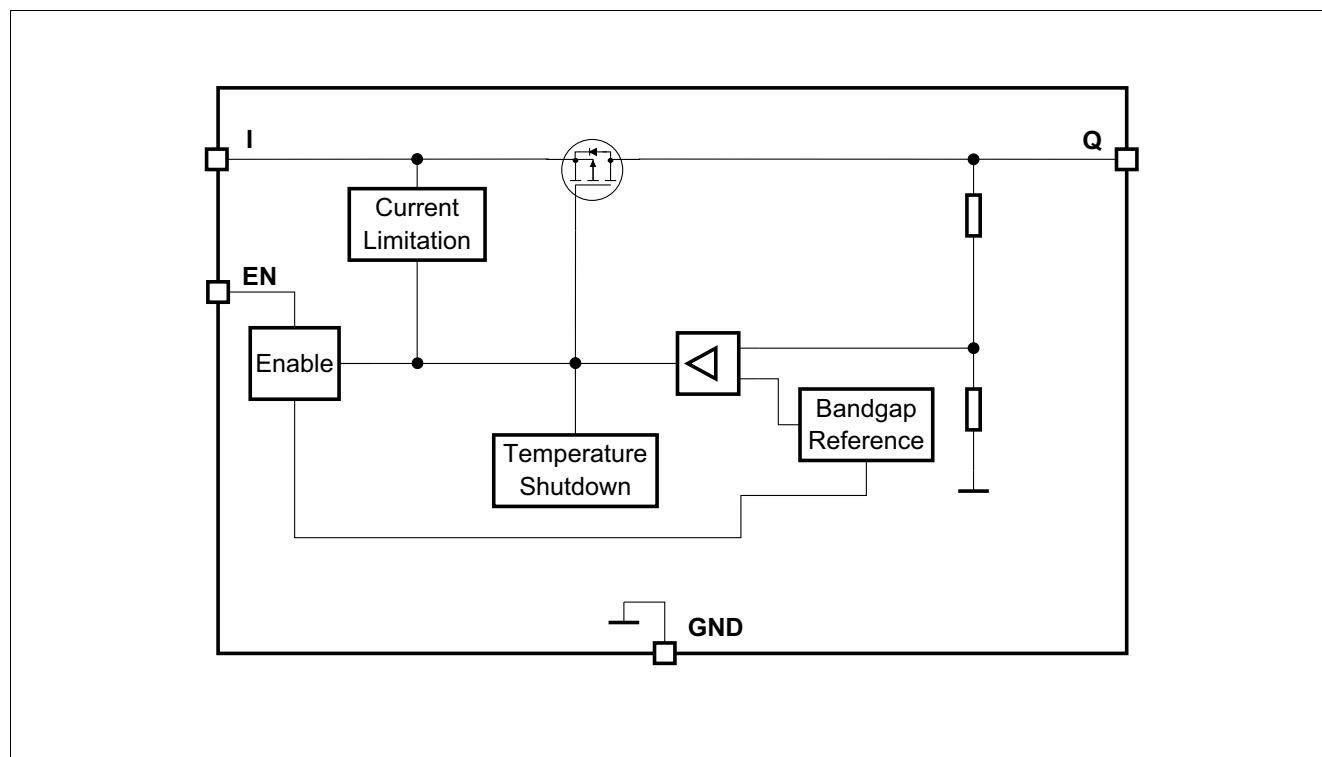 I
Q
Current
Limitation
EN
Enable
Bandgap
Reference
Temperature
Shutdown
GND